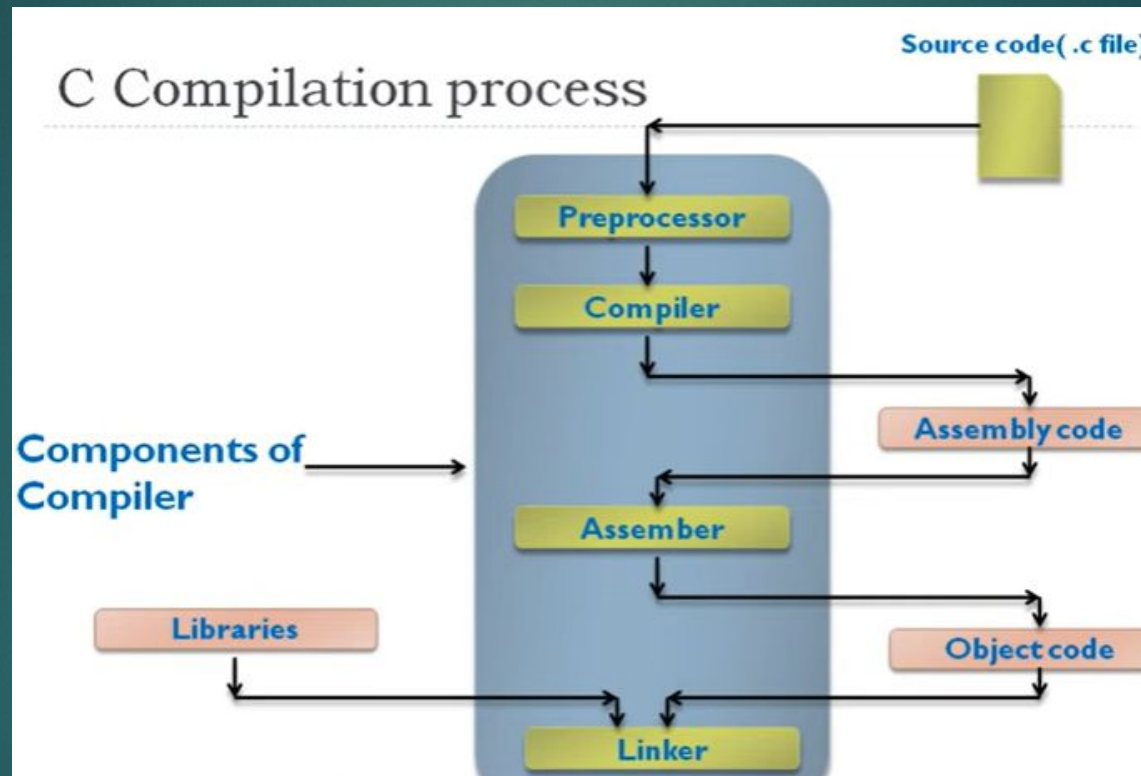 Source code( .c file)
C Compilation process
Preprocessor
Compiler
Assembly code
Components of
Compiler
Assember
Libraries
Object code
Linker